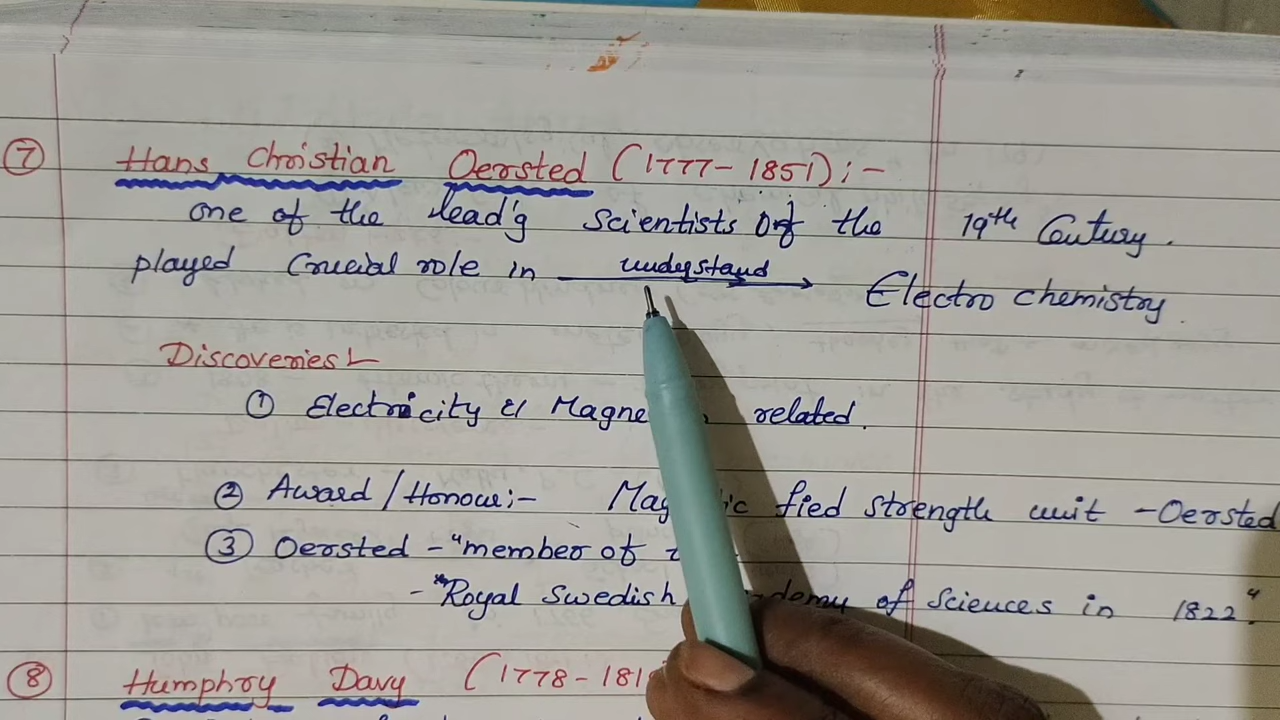 ⑦ Hans Christian Oersted (1777-1851):-
one of the lead'g Scientists of the 19th Century.
played Crucial role in understand → Electro chemistry.
Discoveries:-
① Electricity & Magne related.
② Award/Honour:- Mag ic fied strength unit -Oersted
③ Oersted - "member of
- "Royal Swedish demy of Sciences in 1822".
⑧ Humphry Davy (1778-181